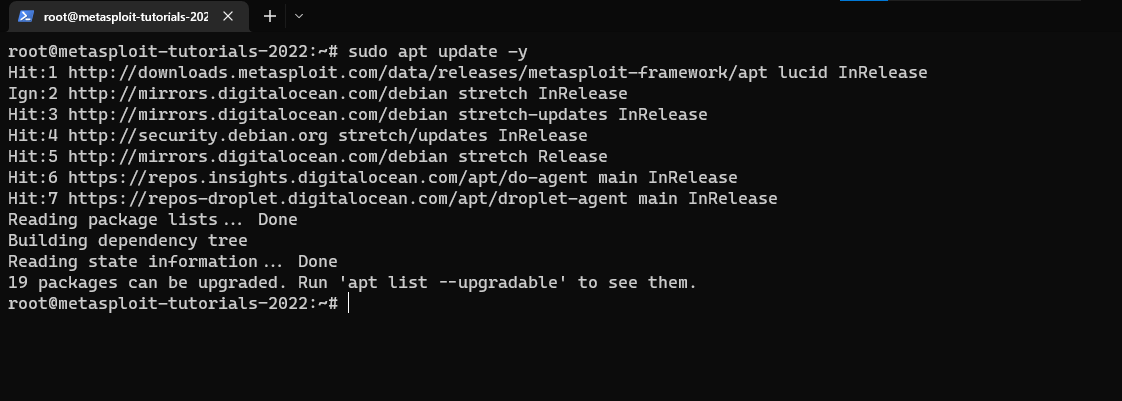 root@metasploit-tutorials-202
root@metasploit-tutorials-2022:~# sudo apt update -y
Hit:1 http://downloads.metasploit.com/data/releases/metasploit-framework/apt lucid InRelease
Ign:2 http://mirrors.digitalocean.com/debian stretch InRelease
Hit:3 http://mirrors.digitalocean.com/debian stretch-updates InRelease
Hit:4 http://security.debian.org stretch/updates InRelease
Hit:5 http://mirrors.digitalocean.com/debian stretch Release
Hit:6 https://repos.insights.digitalocean.com/apt/do-agent main InRelease
Hit:7 https://repos-droplet.digitalocean.com/apt/droplet-agent main InRelease
Reading package lists... Done
Building dependency tree
Reading state information... Done
19 packages can be upgraded. Run 'apt list --upgradable' to see them.
root@metasploit-tutorials-2022:~#